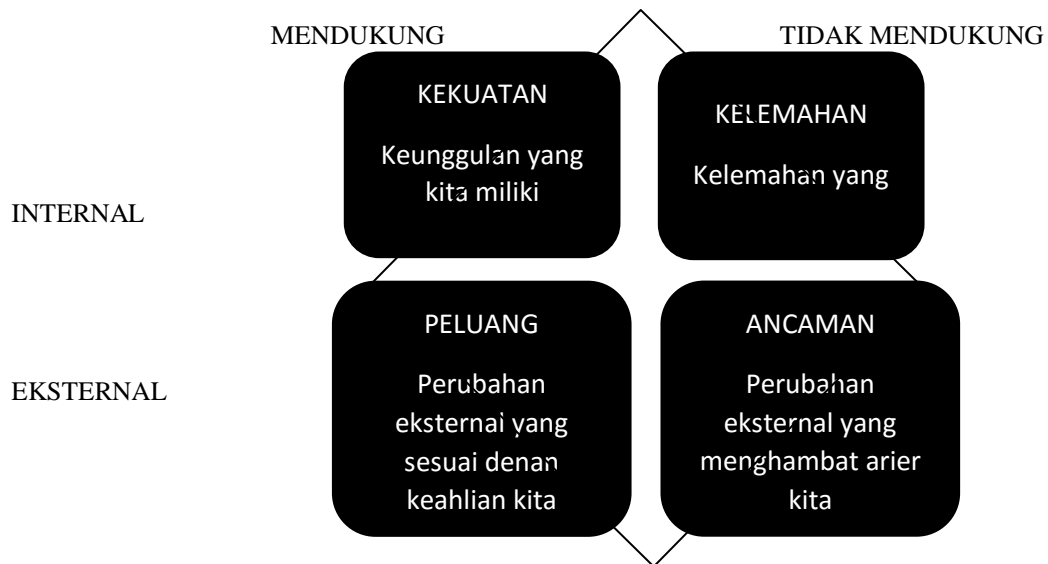 MENDUKUNG
TIDAK MENDUKUNG
INTERNAL
KEKUATAN
Keunggulan yang
kita miliki
KELEMAHAN
Kelemahan yang
EKSTERNAL
PELUANG
Perubahan
eksternal yang
sesuai denan
keahlian kita
ANCAMAN
Perubahan
eksternal yang
menghambat arier
kita